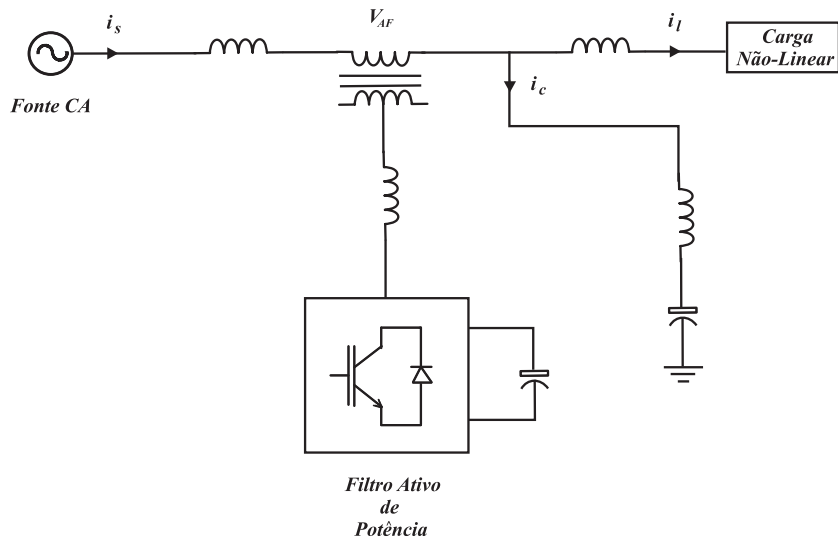 i_s
V_AF
i_l
Carga
Não-Linear
Fonte CA
i_c
Filtro Ativo
de
Potência